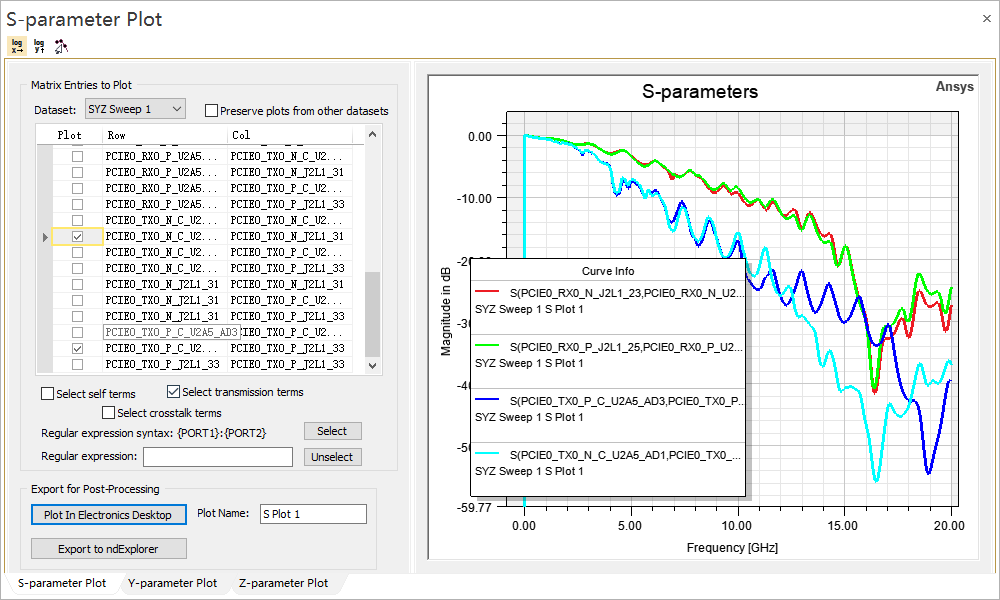 S-parameter Plot
log
x
log
y
Matrix Entries to Plot
Dataset: SYZ Sweep 1
Preserve plots from other datasets
Plot Row Col
PCIE0_RX0_P_U2A5... PCIE0_TX0_N_C_U2...
PCIE0_RX0_P_U2A5... PCIE0_TX0_N_J2L1_31
PCIE0_RX0_P_U2A5... PCIE0_TX0_P_C_U2...
PCIE0_RX0_P_U2A5... PCIE0_TX0_P_J2L1_33
PCIE0_TX0_N_C_U2... PCIE0_TX0_N_C_U2...
PCIE0_TX0_N_C_U2... PCIE0_TX0_N_J2L1_31
PCIE0_TX0_N_C_U2... PCIE0_TX0_P_C_U2...
PCIE0_TX0_N_C_U2... PCIE0_TX0_P_J2L1_33
PCIE0_TX0_N_J2L1_31 PCIE0_TX0_N_J2L1_31
PCIE0_TX0_N_J2L1_31 PCIE0_TX0_P_C_U2...
PCIE0_TX0_N_J2L1_31 PCIE0_TX0_P_J2L1_33
PCIE0_TX0_P_C_U2A5_AD3 PCIE0_TX0_P_C_U2...
PCIE0_TX0_P_C_U2... PCIE0_TX0_P_J2L1_33
PCIE0_TX0_P_J2L1_33 PCIE0_TX0_P_J2L1_33
Select self terms
Select transmission terms
Select crosstalk terms
Regular expression syntax: {PORT1}:{PORT2}
Select
Regular expression:
Unselect
Export for Post-Processing
Plot In Electronics Desktop
Plot Name: S Plot 1
Export to ndExplorer
S-parameter Plot
Y-parameter Plot
Z-parameter Plot
S-parameters
Ansys
Magnitude in dB
0.00
-10.00
-30
-40
-59.77
Curve Info
S(PCIE0_RX0_N_J2L1_23,PCIE0_RX0_N_U2...
SYZ Sweep 1 S Plot 1
S(PCIE0_RX0_P_J2L1_25,PCIE0_RX0_P_U2...
SYZ Sweep 1 S Plot 1
S(PCIE0_TX0_P_C_U2A5_AD3,PCIE0_TX0_P...
SYZ Sweep 1 S Plot 1
S(PCIE0_TX0_N_C_U2A5_AD1,PCIE0_TX0_...
SYZ Sweep 1 S Plot 1
0.00 5.00 10.00 15.00 20.00
Frequency [GHz]